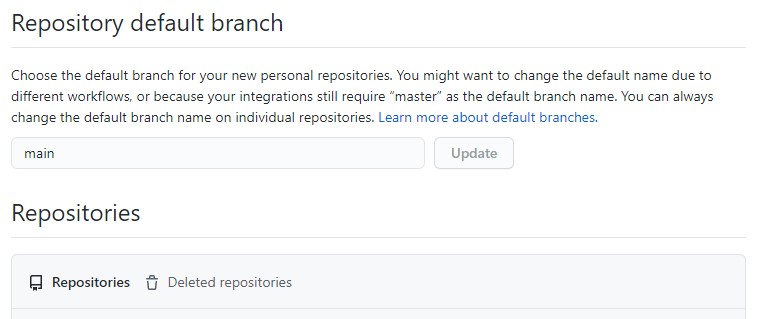 Repository default branch
Choose the default branch for your new personal repositories. You might want to change the default name due to
different workflows, or because your integrations still require “master” as the default branch name. You can always
change the default branch name on individual repositories. Learn more about default branches.
main Update
Repositories
Repositories Deleted repositories